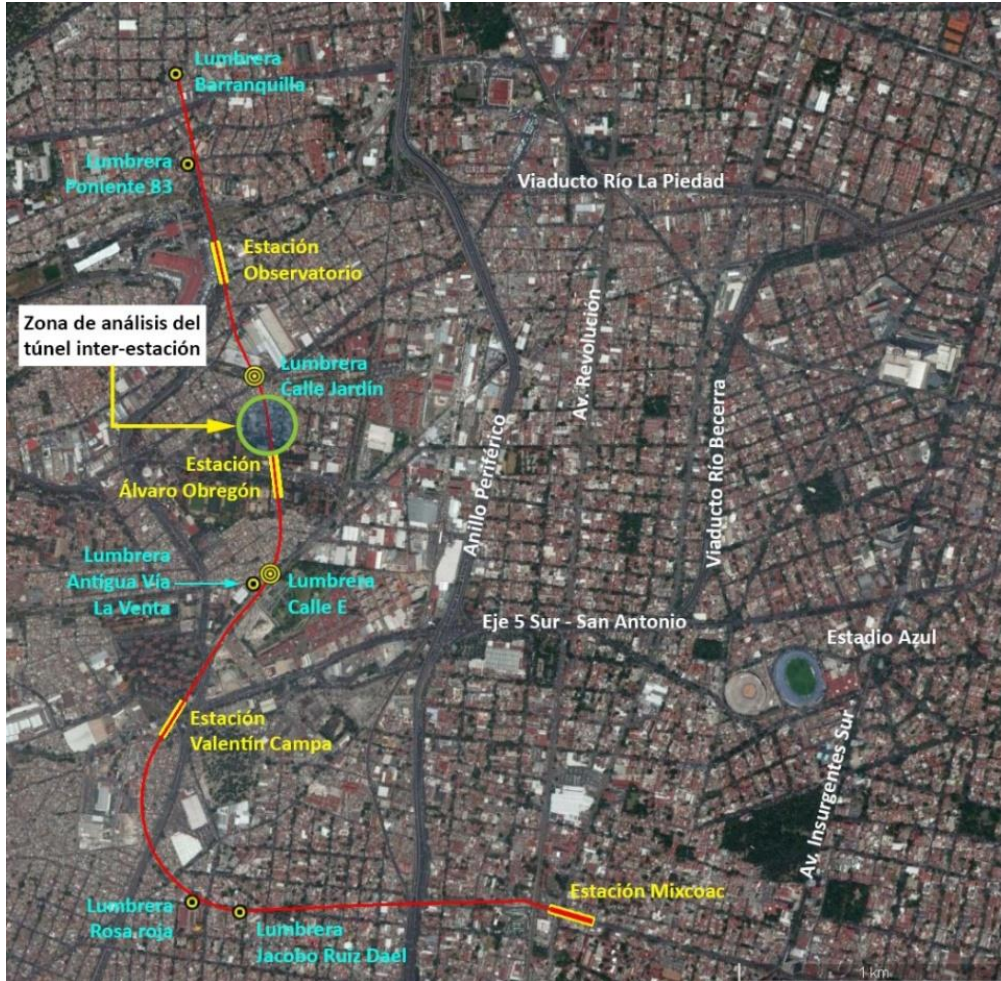 Lumbrera
Barranquilla
Lumbrera
Poniente B3
Viaducto Río La Piedad
Estación
Observatorio
Zona de análisis del
túnel inter-estación
Av. Revolución
Lumbrera
Calle Jardín
Viaducto Río Becerra
Anillo Periférico
Estación
Álvaro Obregón
Lumbrera
Antigua Vía
La Venta
Lumbrera
Calle E
Eje 5 Sur - San Antonio
Estadio Azul
Estación
Valentín Campa
Av. Insurgentes Sur
Estación Mixcoac
Lumbrera
Rosa roja
Lumbrera
Jacobo Ruiz Dael
1 km